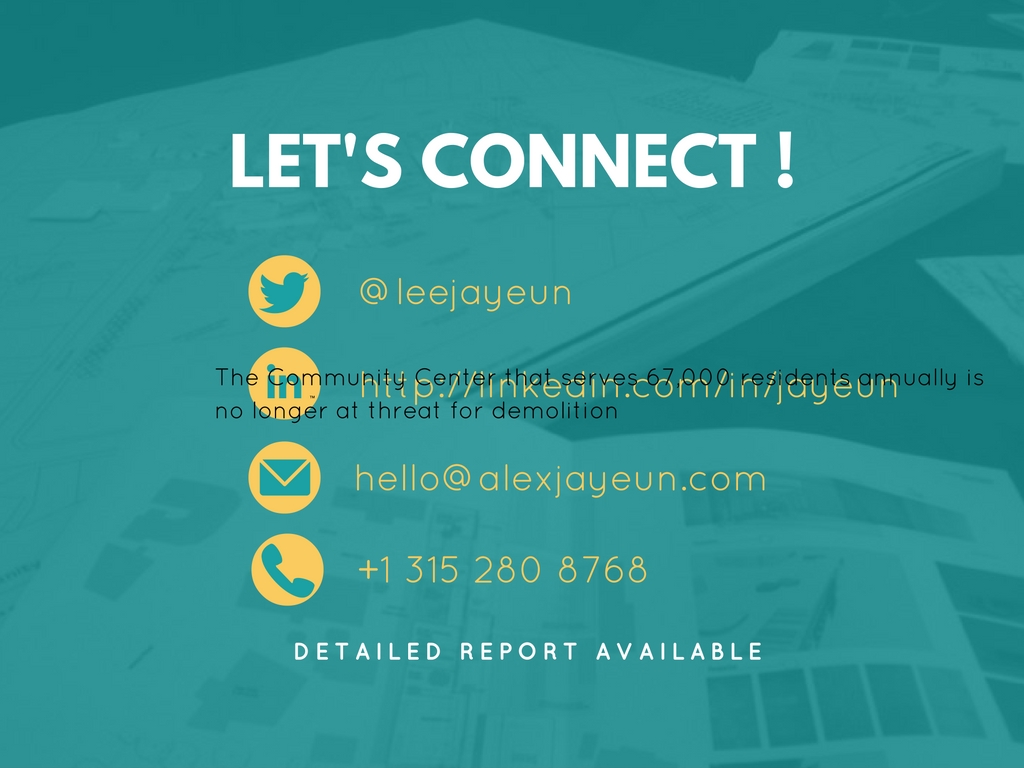 LET'S CONNECT !
@leejayeun
in
The Community Center that serves 67,000 residents annually is
http://linkedin.com/in/jayeun
no longer at threat for demolition
hello@alexjayeun.com
+1 315 280 8768
DETAILED REPORT AVAILABLE